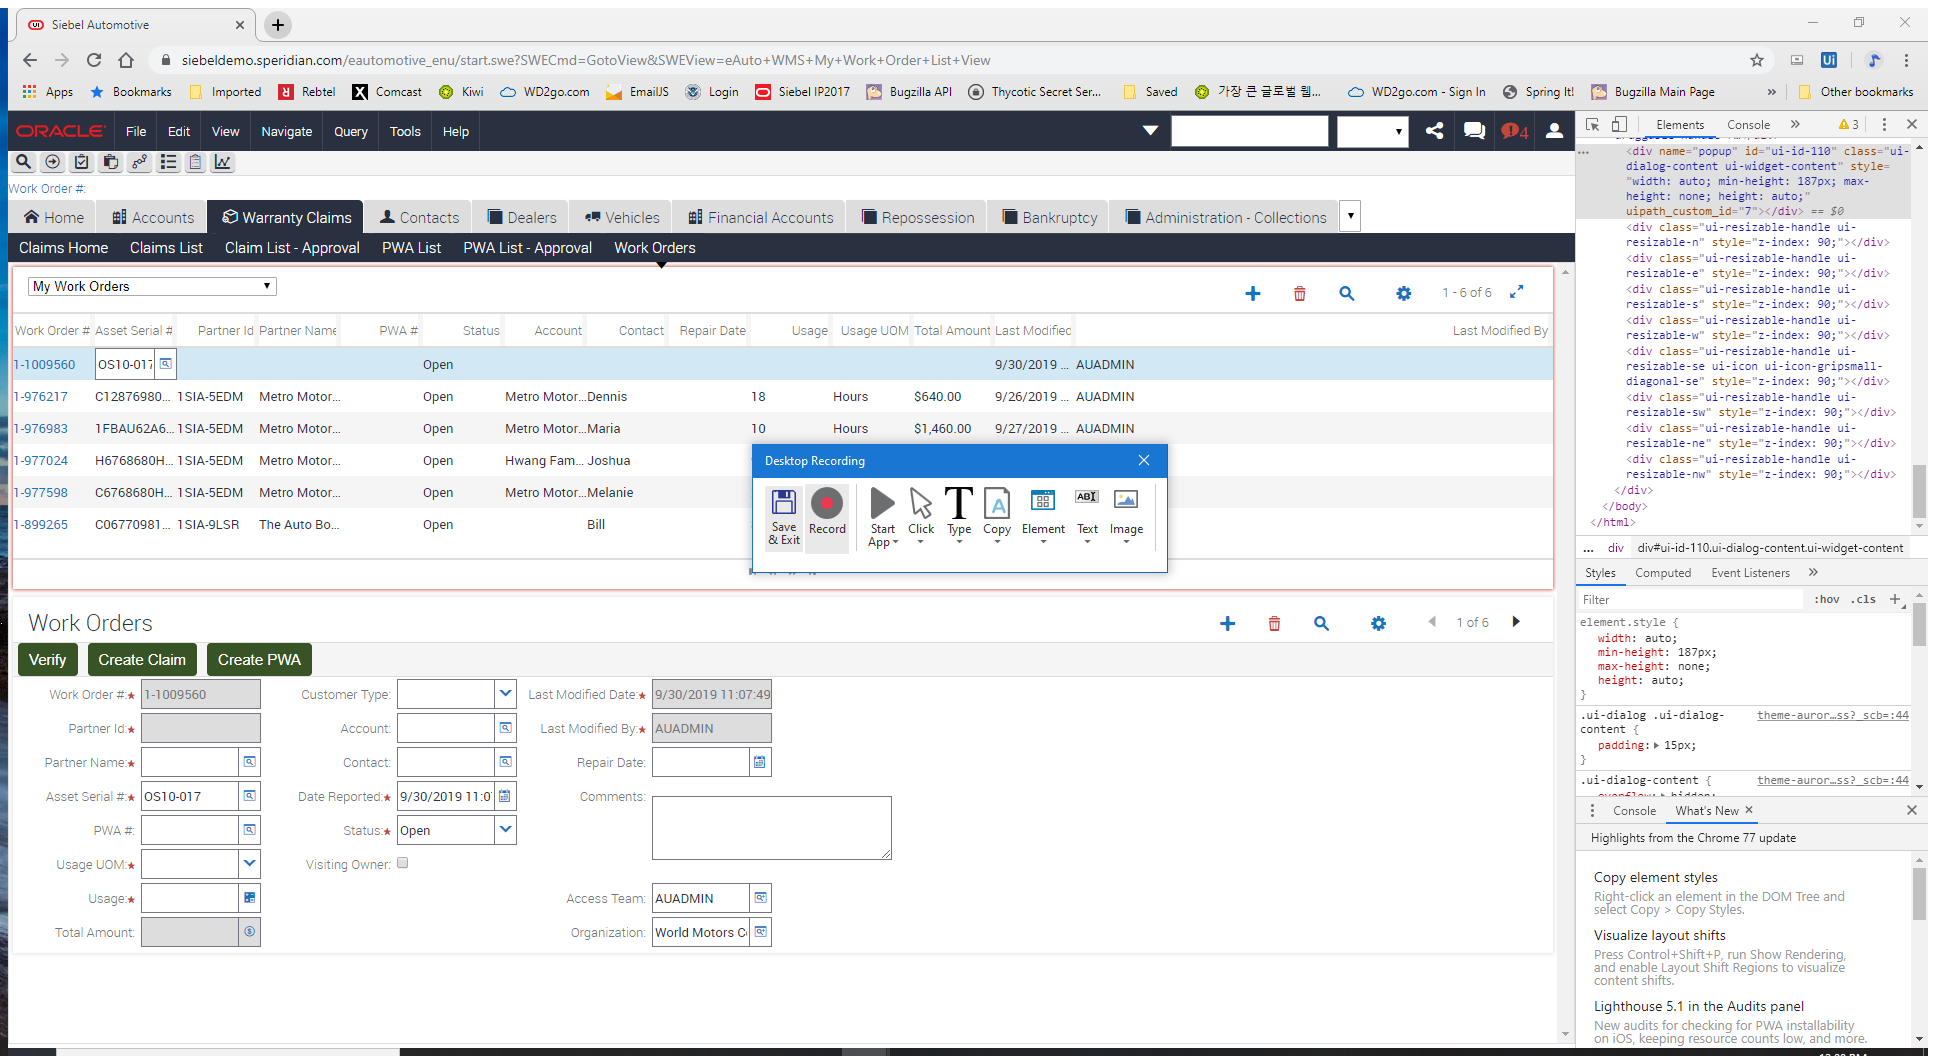 Siebel Automotive
siebeldemo.speridian.com/eautomotive_enu/start.swe?SWECmd=GotoView&SWEView=eAuto+WMS+My+Work+Order+List+View
Apps Bookmarks Imported Rebtel Comcast Kiwi WD2go.com EmailJS Login Siebel IP2017 Bugzilla API Thycotic Secret Ser... Saved 가장 큰 글로벌 웹... WD2go.com - Sign In Spring It! Bugzilla Main Page » Other bookmarks
ORACLE File Edit View Navigate Query Tools Help 4
Work Order #:
Home Accounts Warranty Claims Contacts Dealers Vehicles Financial Accounts Repossession Bankruptcy Administration - Collections
Claims Home Claims List Claim List - Approval PWA List PWA List - Approval Work Orders
My Work Orders 1 - 6 of 6
Work Order # Asset Serial # Partner Id Partner Name PWA # Status Account Contact Repair Date Usage Usage UOM Total Amount Last Modified Last Modified By
1-1009560 OS10-017 Open 9/30/2019 ... AUADMIN
1-976217 C12876980... 1SIA-5EDM Metro Motor... Open Metro Motor... Dennis 18 Hours $640.00 9/26/2019 ... AUADMIN
1-976983 1FBAU62A6... 1SIA-5EDM Metro Motor... Open Metro Motor... Maria 10 Hours $1,460.00 9/27/2019 ... AUADMIN
1-977024 H6768680H... 1SIA-5EDM Metro Motor... Open Hwang Fam... Joshua
1-977598 C6768680H... 1SIA-5EDM Metro Motor... Open Metro Motor... Melanie
1-899265 C06770981... 1SIA-9LSR The Auto Bo... Open Bill
Desktop Recording
Save & Exit Record Start App Click Type Copy Element Text Image
Work Orders 1 of 6
Verify Create Claim Create PWA
Work Order #: 1-1009560 Customer Type: Last Modified Date: 9/30/2019 11:07:49
Partner Id: Account: Last Modified By: AUADMIN
Partner Name: Contact: Repair Date:
Asset Serial #: OS10-017 Date Reported: 9/30/2019 11:0 Comments:
PWA #: Status: Open
Usage UOM: Visiting Owner:
Usage: Access Team: AUADMIN
Total Amount: Organization: World Motors C
Elements Console » 3
<div name="popup" id="ui-id-110" class="ui-
dialog-content ui-widget-content" style=
"width: auto; min-height: 187px; max-
height: none; height: auto;"
uipath_custom_id="7"></div> == $0
<div class="ui-resizable-handle ui-
resizable-n" style="z-index: 90;"></div>
<div class="ui-resizable-handle ui-
resizable-e" style="z-index: 90;"></div>
<div class="ui-resizable-handle ui-
resizable-s" style="z-index: 90;"></div>
<div class="ui-resizable-handle ui-
resizable-w" style="z-index: 90;"></div>
<div class="ui-resizable-handle ui-
resizable-se ui-icon ui-icon-gripsmall-
diagonal-se" style="z-index: 90;"></div>
<div class="ui-resizable-handle ui-
resizable-sw" style="z-index: 90;"></div>
<div class="ui-resizable-handle ui-
resizable-ne" style="z-index: 90;"></div>
<div class="ui-resizable-handle ui-
resizable-nw" style="z-index: 90;"></div>
</div>
</body>
</html>
... div div#ui-id-110.ui-dialog-content.ui-widget-content
Styles Computed Event Listeners »
Filter :hov .cls +
element.style {
width: auto;
min-height: 187px;
max-height: none;
height: auto;
}
.ui-dialog .ui-dialog- theme-auror…ss?_scb=:44
content {
padding: 15px;
}
.ui-dialog-content { theme-auror…ss?_scb=:44
Console What's New
Highlights from the Chrome 77 update
Copy element styles
Right-click an element in the DOM Tree and
select Copy > Copy Styles.
Visualize layout shifts
Press Control+Shift+P, run Show Rendering,
and enable Layout Shift Regions to visualize
content shifts.
Lighthouse 5.1 in the Audits panel
New audits for checking for PWA installability
on iOS, keeping resource counts low, and more.